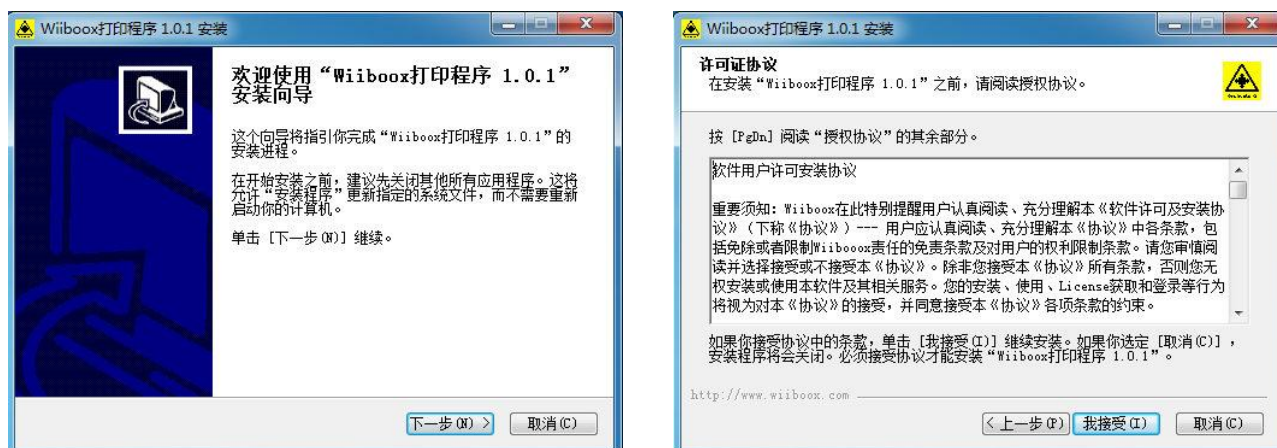 Wiiboox打印程序 1.0.1 安装
欢迎使用“Wiiboox打印程序 1.0.1”
安装向导
这个向导将指引你完成“Wiiboox打印程序 1.0.1”的
安装进程。
在开始安装之前，建议先关闭其他所有应用程序。这将
允许“安装程序”更新指定的系统文件，而不需要重新
启动你的计算机。
单击 [下一步(N)] 继续。
下一步(N) >
取消(C)
Wiiboox打印程序 1.0.1 安装
许可证协议
在安装“Wiiboox打印程序 1.0.1”之前，请阅读授权协议。
按 [PgDn] 阅读“授权协议”的其余部分。
软件用户许可安装协议
重要须知：Wiiboox在此特别提醒用户认真阅读、充分理解本《软件许可及安装协
议》（下称《协议》）--- 用户应认真阅读、充分理解本《协议》中各条款，包
括免除或者限制Wiibooox责任的免责条款及对用户的权利限制条款。请您审慎阅
读并选择接受或不接受本《协议》。除非您接受本《协议》所有条款，否则您无
权安装或使用本软件及其相关服务。您的安装、使用、License获取和登录等行为
将视为对本《协议》的接受，并同意接受本《协议》各项条款的约束。
如果你接受协议中的条款，单击 [我接受(I)] 继续安装。如果你选定 [取消(C)] ，
安装程序将会关闭。必须接受协议才能安装“Wiiboox打印程序 1.0.1”。
http://www.wiiboox.com
< 上一步(P)
我接受(I)
取消(C)